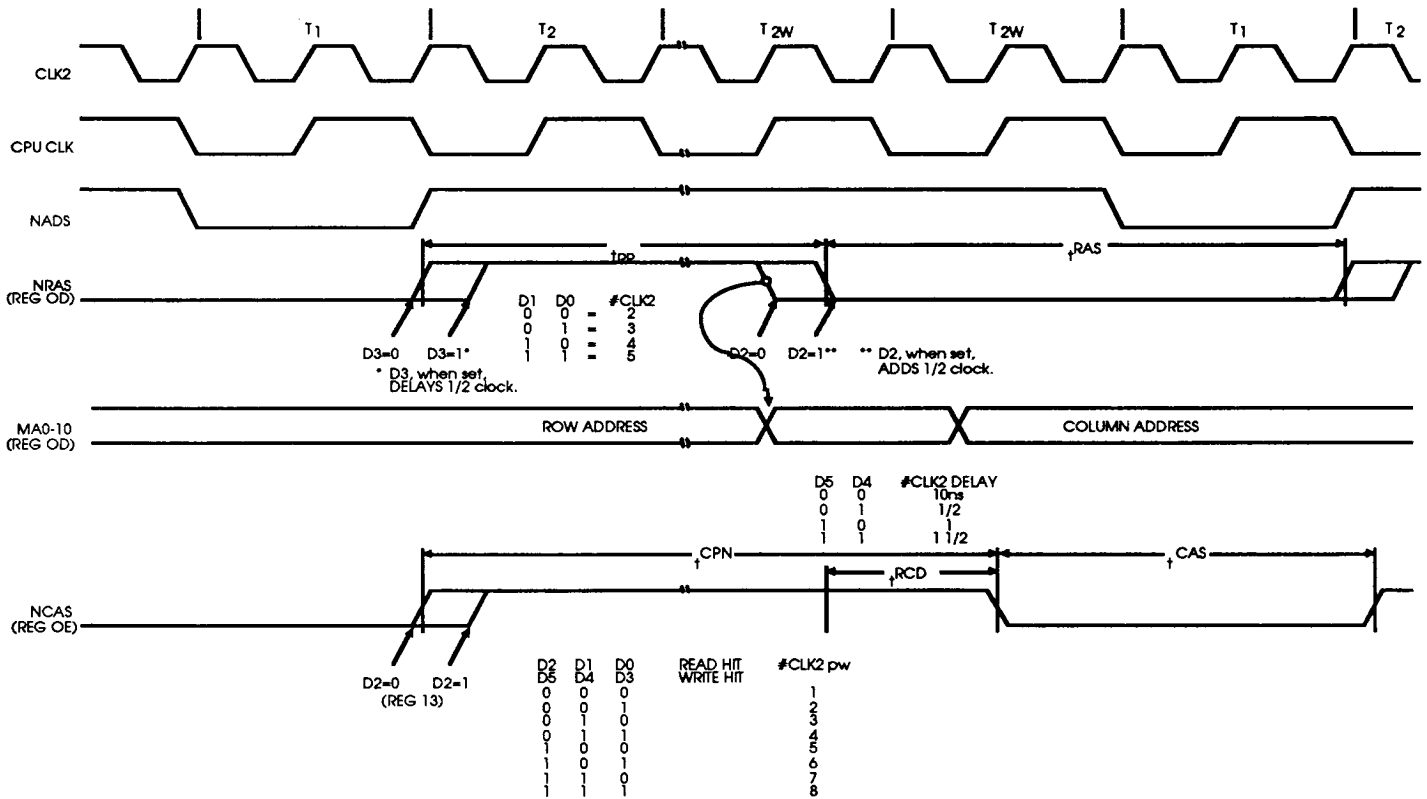 T1 T2 T2W T2W T1 T2
CLK2
CPU CLK
NADS
tRP tRAS
NRAS
(REG OD)
D1 D0 #CLK2
0 0 = 2
0 1 = 3
1 0 = 4
1 1 = 5
D3=0 D3=1*
* D3, when set,
DELAYS 1/2 clock.
D2=0 D2=1**
** D2, when set,
ADDS 1/2 clock.
MA0-10
(REG OD)
ROW ADDRESS COLUMN ADDRESS
D5 D4 #CLK2 DELAY
0 0 10ns
0 1 1/2
1 0 1
1 1 1 1/2
tCPN tCAS
tRCD
NCAS
(REG OE)
D2=0 D2=1
(REG 13)
D2 D1 D0 READ HIT #CLK2 pw
D5 D4 D3 WRITE HIT
0 0 0 1
0 0 1 2
0 1 0 3
0 1 1 4
1 0 0 5
1 0 1 6
1 1 0 7
1 1 1 8